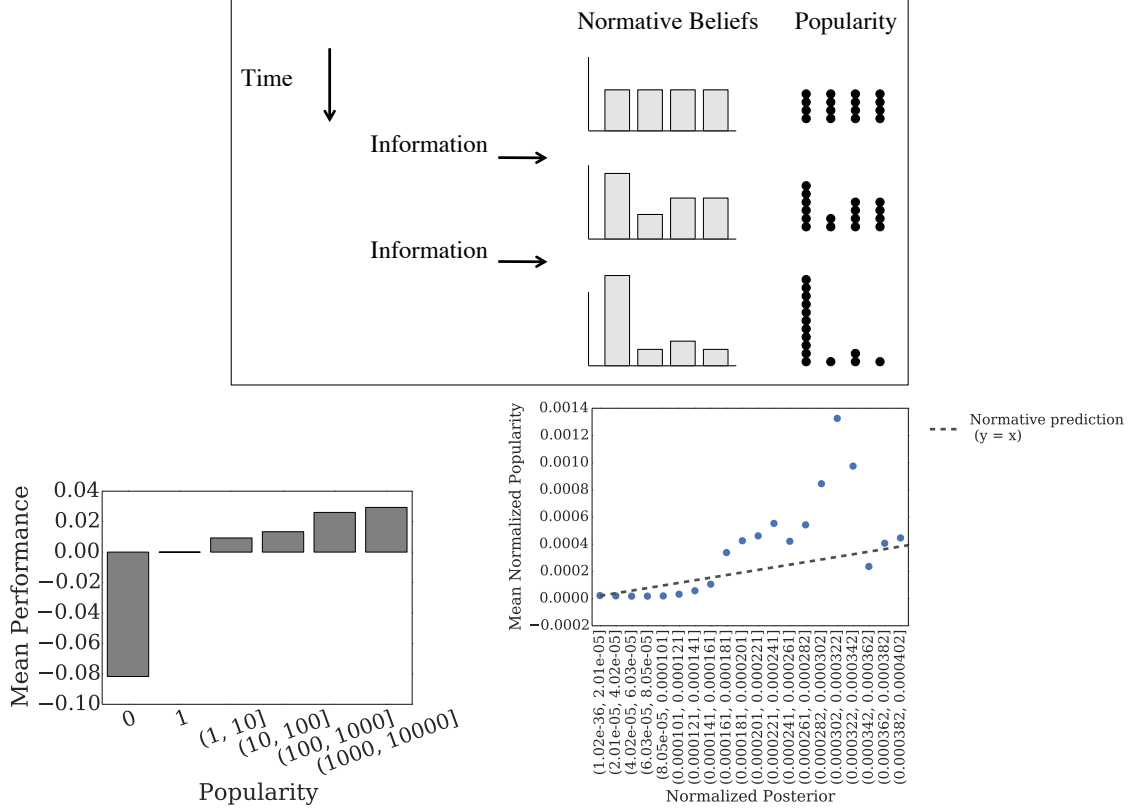 Normative Beliefs Popularity
Time
Information
Information
0.04
0.02
0.00
−0.02
−0.04
−0.06
−0.08
−0.10
Mean Performance
0
1
(1, 10]
(10, 100]
(100, 1000]
(1000, 10000]
Popularity
0.0014
0.0012
0.0010
0.0008
0.0006
0.0004
0.0002
0.0000
−0.0002
Mean Normalized Popularity
(1.02e-36, 2.01e-05]
(2.01e-05, 4.02e-05]
(4.02e-05, 6.03e-05]
(6.03e-05, 8.05e-05]
(8.05e-05, 0.000101]
(0.000101, 0.000121]
(0.000121, 0.000141]
(0.000141, 0.000161]
(0.000161, 0.000181]
(0.000181, 0.000201]
(0.000201, 0.000221]
(0.000221, 0.000241]
(0.000241, 0.000261]
(0.000261, 0.000282]
(0.000282, 0.000302]
(0.000302, 0.000322]
(0.000322, 0.000342]
(0.000342, 0.000362]
(0.000362, 0.000382]
(0.000382, 0.000402]
Normalized Posterior
Normative prediction
(y = x)